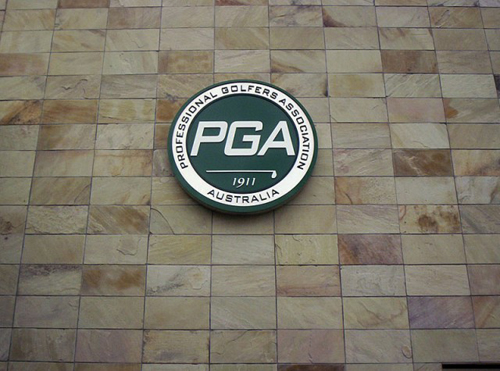 PROFESSIONAL GOLFERS ASSOCIATION
PGA
1911
AUSTRALIA